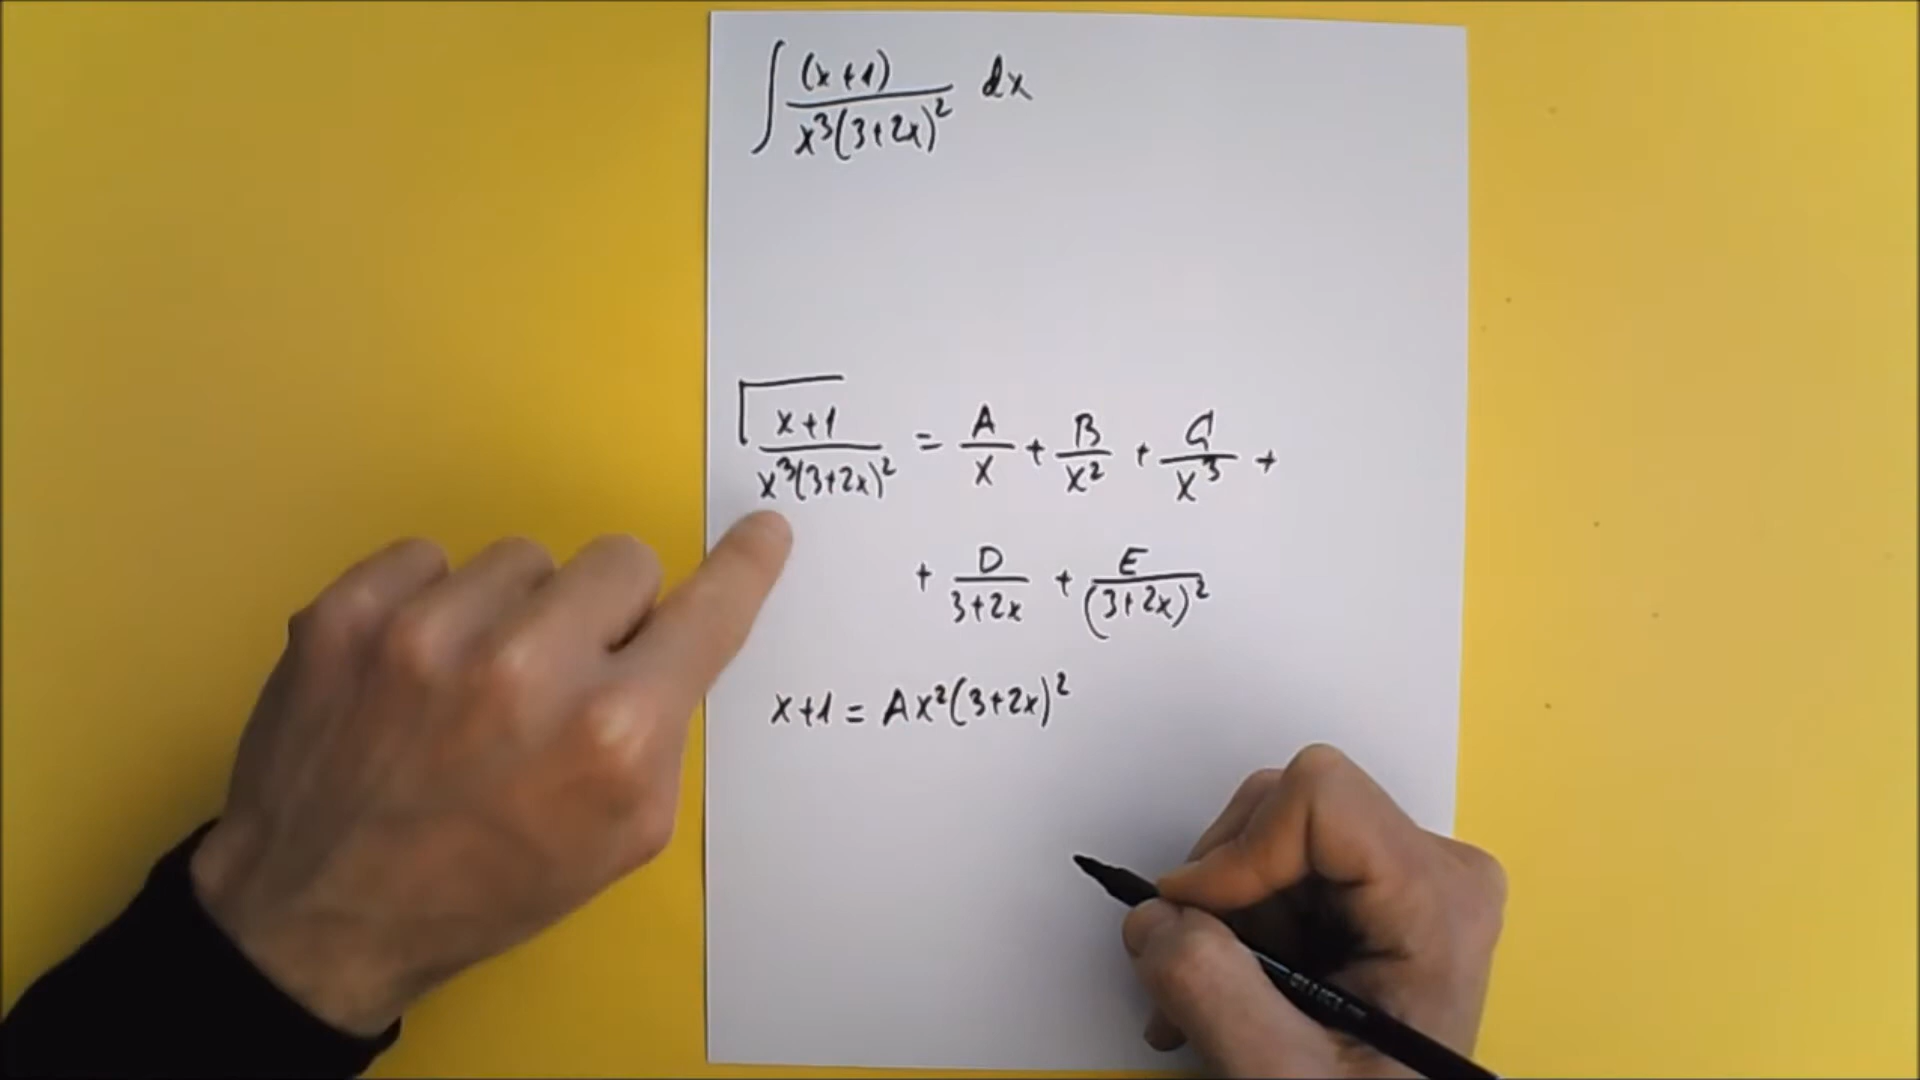 ∫ (x+1) / x³(3+2x)² dx
x+1 / x³(3+2x)² = A/x + B/x² + C/x³ +
+ D/3+2x + E/(3+2x)²
x+1 = Ax²(3+2x)²